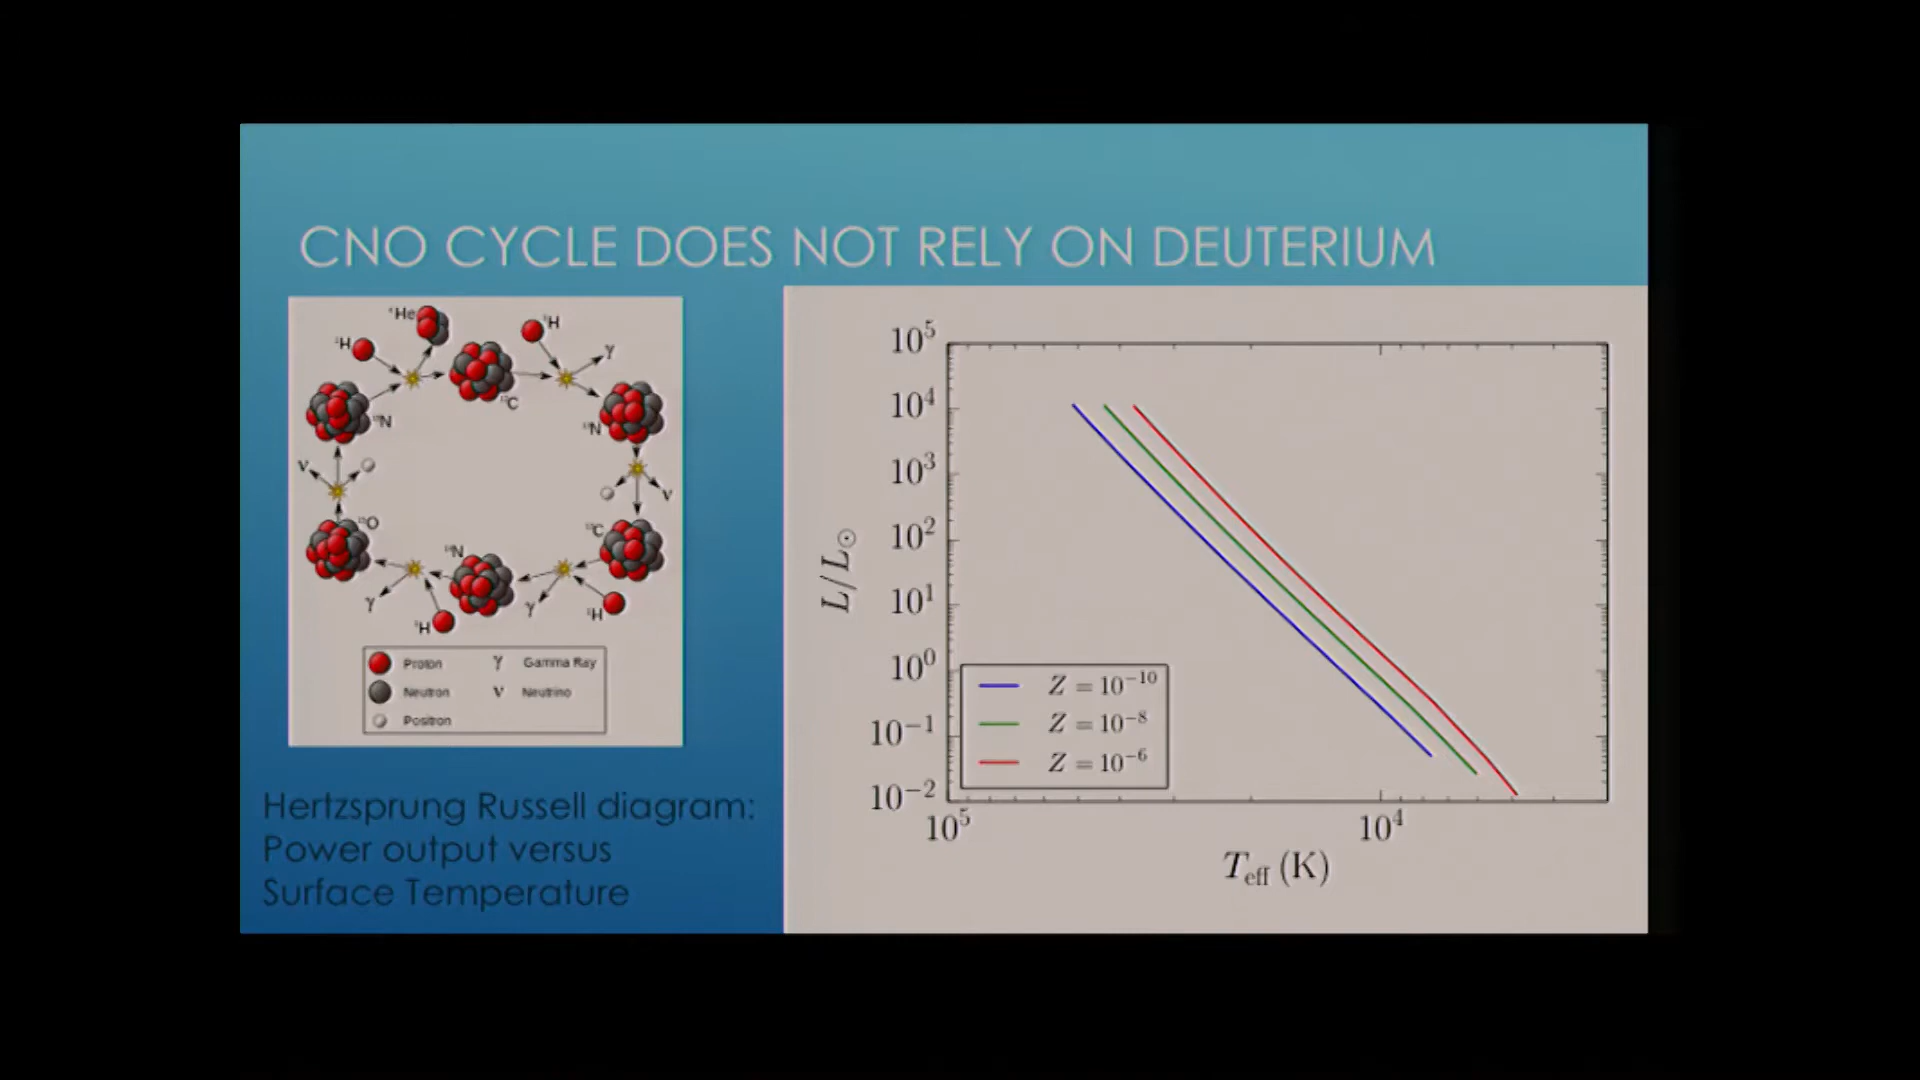 CNO CYCLE DOES NOT RELY ON DEUTERIUM
⁴He
¹H
¹H
γ
¹²C
¹⁵N
¹³N
ν
ν
¹⁵O
¹³C
¹⁴N
γ
γ
¹H
¹H
Proton γ Gamma Ray
Neutron ν Neutrino
Positron
Hertzsprung Russell diagram:
Power output versus
Surface Temperature
10⁵
10⁴
10³
10²
10¹
10⁰
10⁻¹
10⁻²
L/L☉
Z = 10⁻¹⁰
Z = 10⁻⁸
Z = 10⁻⁶
10⁵ 10⁴
T_eff (K)